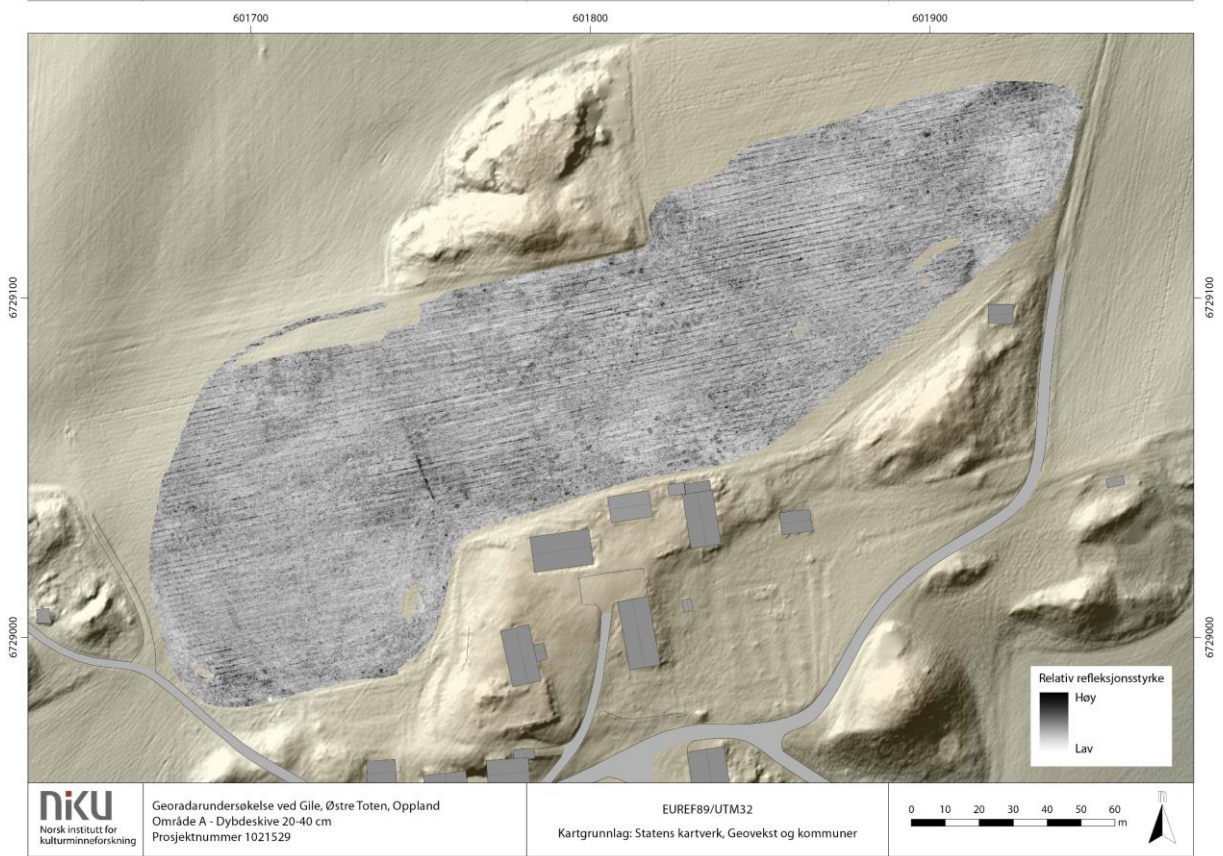 601700
601800
601900
6729100
6729100
6729000
6729000
Relativ refleksjonsstyrke
Høy
Lav
NIKU
Norsk institutt for
kulturminneforskning
Georadarundersøkelse ved Gile, Østre Toten, Oppland
Område A - Dybdeskive 20-40 cm
Prosjektnummer 1021529
EUREF89/UTM32
Kartgrunnlag: Statens kartverk, Geovekst og kommuner
0 10 20 30 40 50 60
m
N